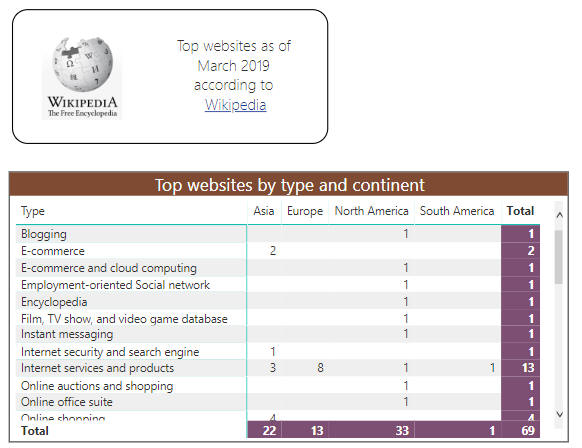 Top websites as of
March 2019
according to
Wikipedia
WIKIPEDIA
The Free Encyclopedia
Top websites by type and continent
Type Asia Europe North America South America Total
Blogging 1 1
E-commerce 2 2
E-commerce and cloud computing 1 1
Employment-oriented Social network 1 1
Encyclopedia 1 1
Film, TV show, and video game database 1 1
Instant messaging 1 1
Internet security and search engine 1 1
Internet services and products 3 8 1 1 13
Online auctions and shopping 1 1
Online office suite 1 1
Online shopping 4 4
Total 22 13 33 1 69